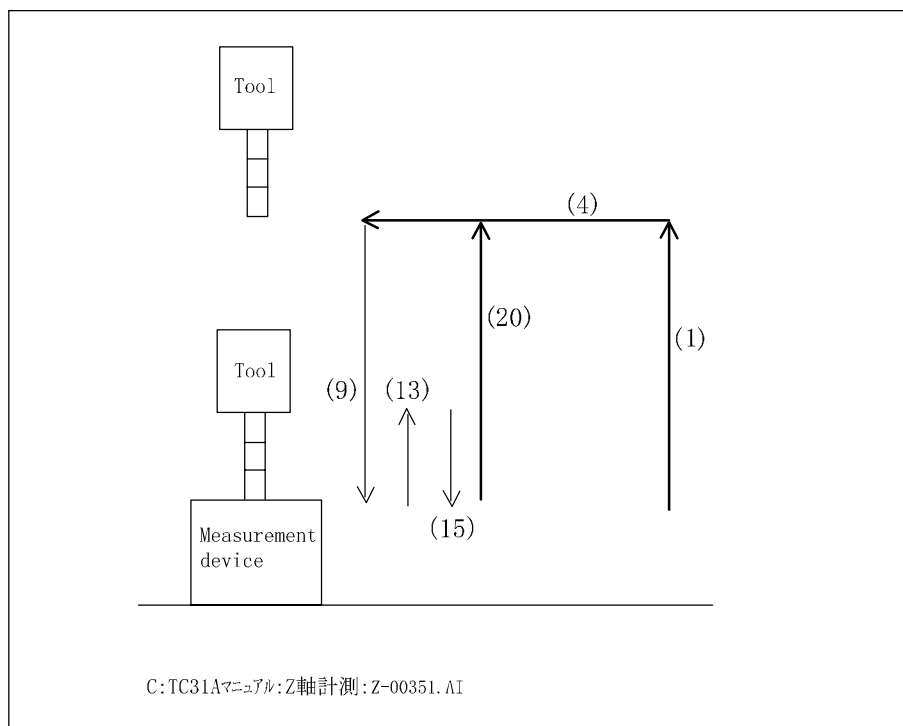 Tool
(4)
(20)
(1)
Tool
(9)
(13)
(15)
Measurement
device
C:TC31Aマニュアル:Z軸計測:Z-00351.AI